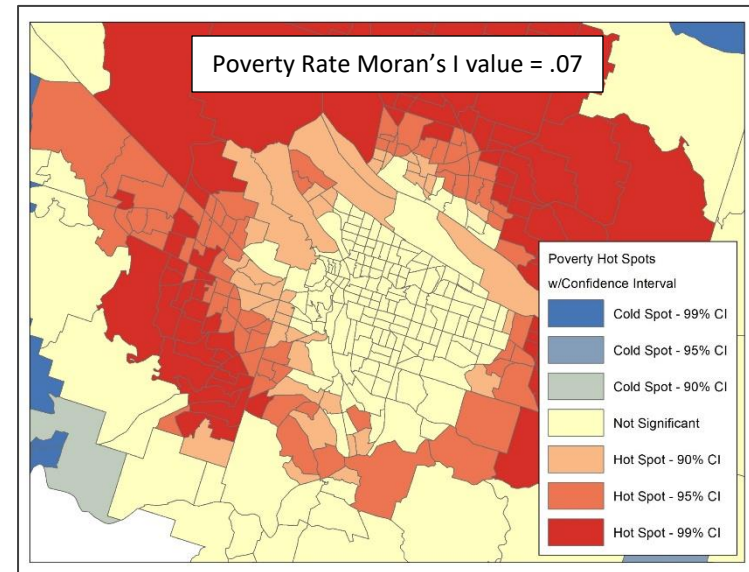 Poverty Rate Moran’s I value = .07
Poverty Hot Spots
w/Confidence Interval
Cold Spot - 99% CI
Cold Spot - 95% CI
Cold Spot - 90% CI
Not Significant
Hot Spot - 90% CI
Hot Spot - 95% CI
Hot Spot - 99% CI